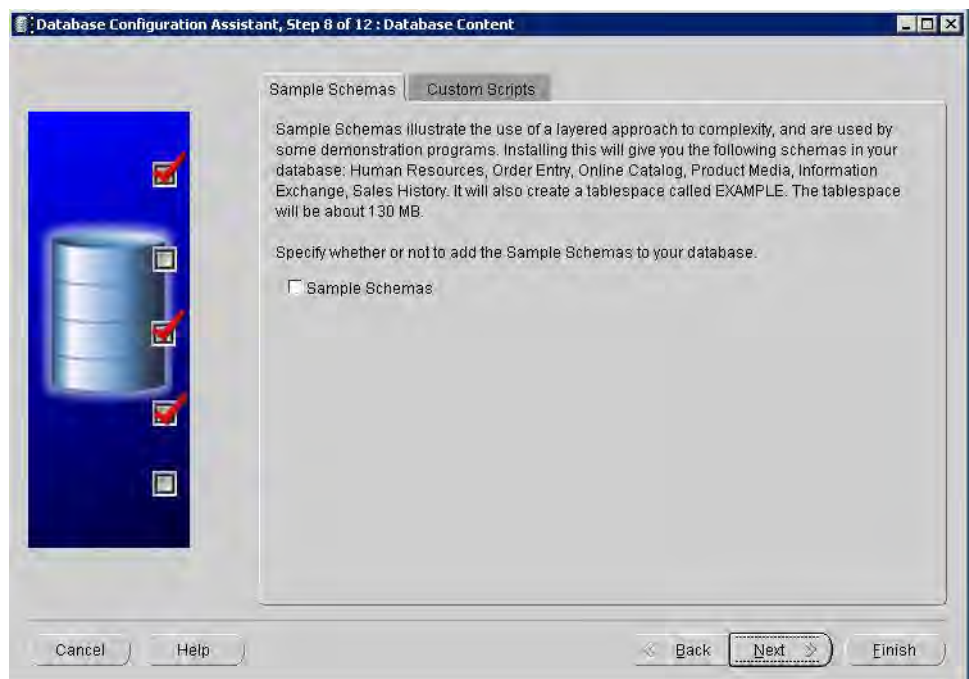 Database Configuration Assistant, Step 8 of 12 : Database Content
Sample Schemas
Custom Scripts
Sample Schemas illustrate the use of a layered approach to complexity, and are used by
some demonstration programs. Installing this will give you the following schemas in your
database: Human Resources, Order Entry, Online Catalog, Product Media, Information
Exchange, Sales History. It will also create a tablespace called EXAMPLE. The tablespace
will be about 130 MB.
Specify whether or not to add the Sample Schemas to your database.
Sample Schemas
Cancel
Help
Back
Next
Finish